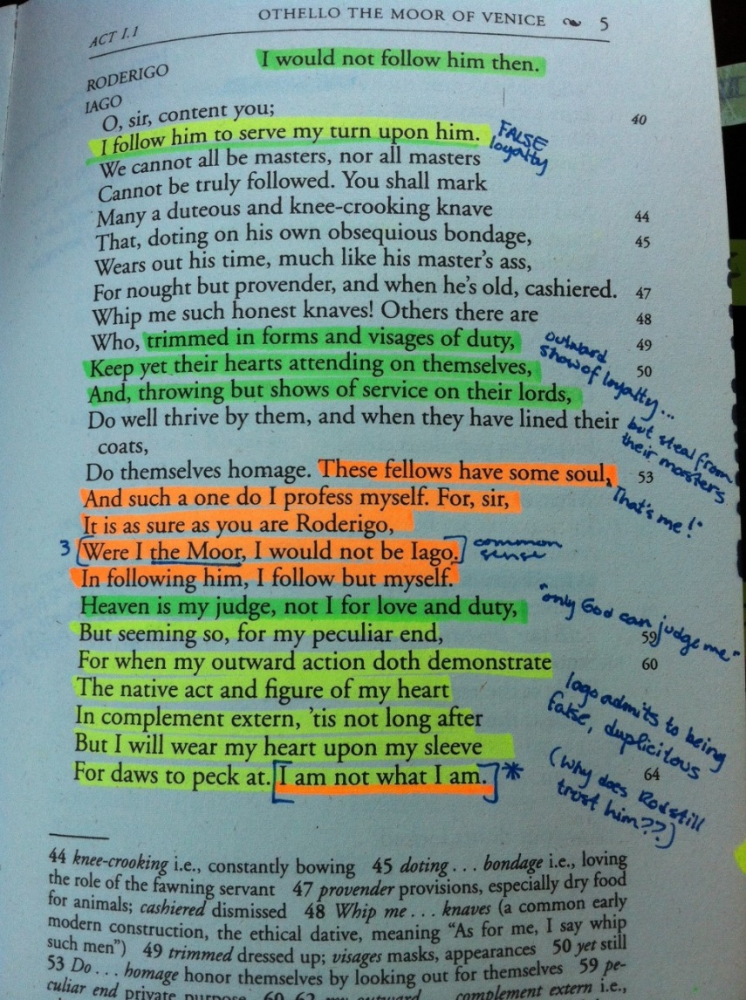 OTHELLO THE MOOR OF VENICE 5
ACT I.1
RODERIGO
I would not follow him then.
IAGO
O, sir, content you; 40
I follow him to serve my turn upon him. FALSE loyalty
We cannot all be masters, nor all masters
Cannot be truly followed. You shall mark
Many a duteous and knee-crooking knave 44
That, doting on his own obsequious bondage, 45
Wears out his time, much like his master's ass,
For nought but provender, and when he's old, cashiered. 47
Whip me such honest knaves! Others there are 48
Who, trimmed in forms and visages of duty, 49
Keep yet their hearts attending on themselves, 50
And, throwing but shows of service on their lords,
outward
show of loyalty...
Do well thrive by them, and when they have lined their
coats,
but steal from
their masters
Do themselves homage. These fellows have some soul, 53
"That's me!"
And such a one do I profess myself. For, sir,
It is as sure as you are Roderigo,
3 [Were I the Moor, I would not be Iago.] common
sense
In following him, I follow but myself.
Heaven is my judge, not I for love and duty,
"only God can judge me"
But seeming so, for my peculiar end, 59
For when my outward action doth demonstrate 60
The native act and figure of my heart
In complement extern, 'tis not long after
But I will wear my heart upon my sleeve
For daws to peck at. [I am not what I am.] * 64
Iago admits to being
false, duplicitous
(Why does Rod still
trust him??)
44 knee-crooking i.e., constantly bowing 45 doting . . . bondage i.e., loving
the role of the fawning servant 47 provender provisions, especially dry food
for animals; cashiered dismissed 48 Whip me . . . knaves (a common early
modern construction, the ethical dative, meaning "As for me, I say whip
such men") 49 trimmed dressed up; visages masks, appearances 50 yet still
53 Do . . . homage honor themselves by looking out for themselves 59 pe-
culiar end private purpose 60–62 my outward complement extern i.e.,